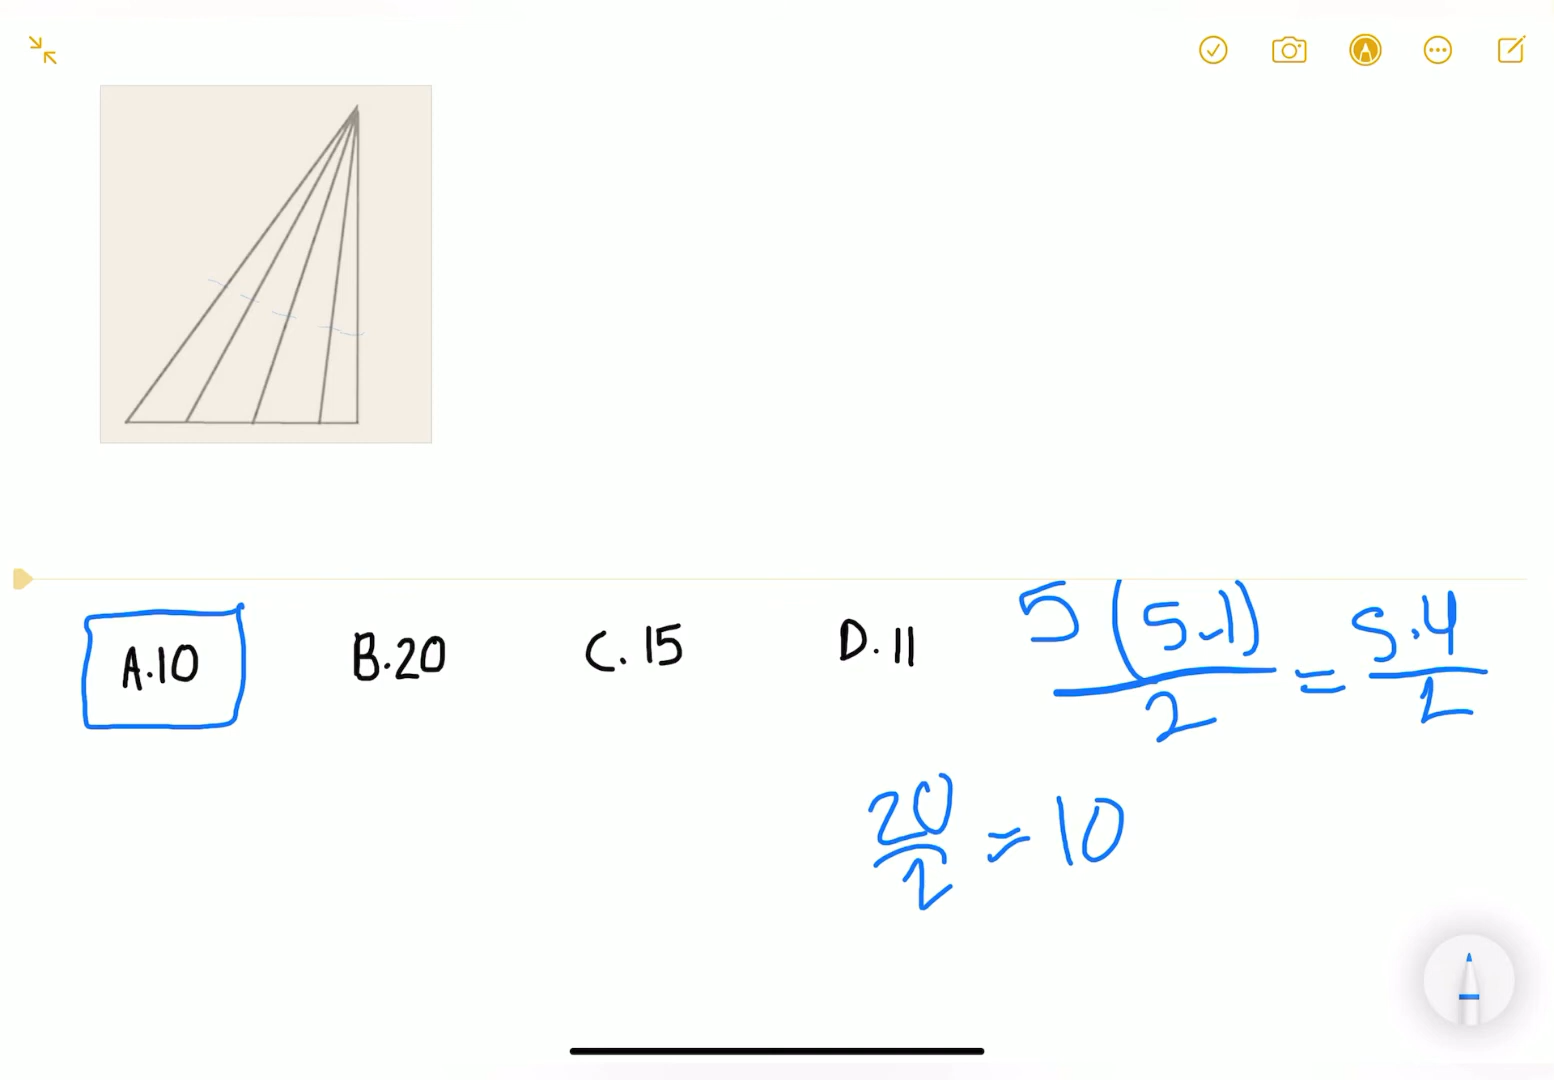 A.10 B.20 C. 15 D. 11
5(5-1)/2 = 5.4/2
20/2 = 10